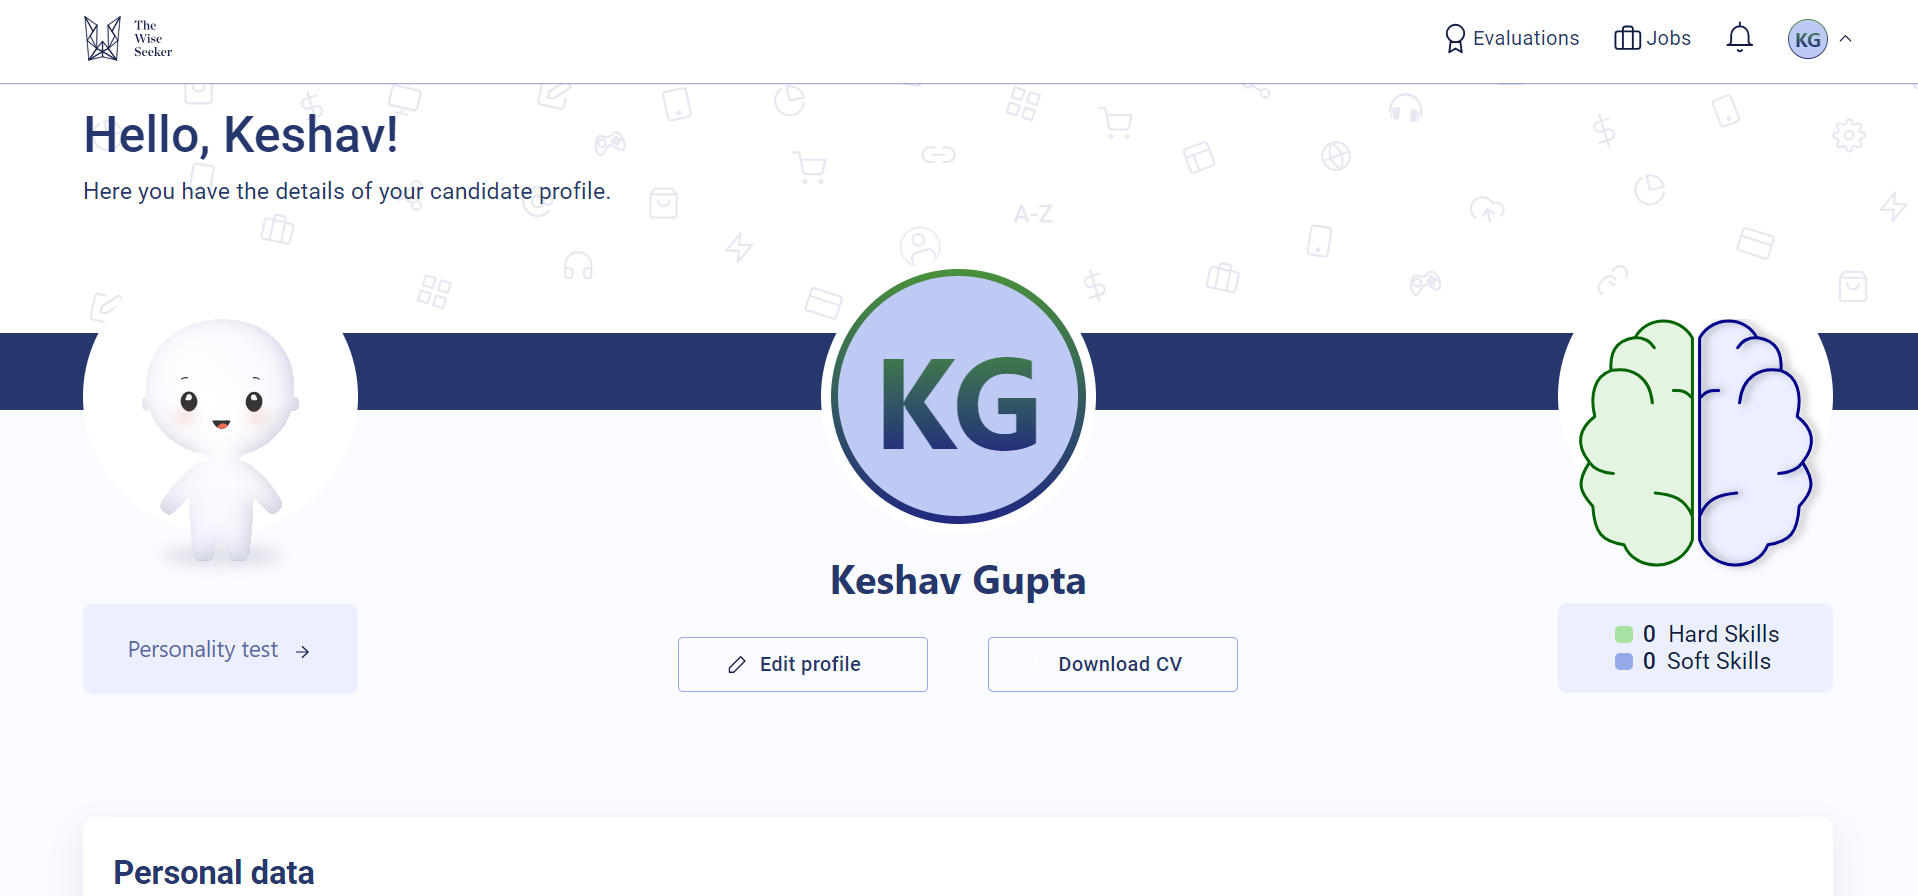 The
Wise
Seeker
Evaluations
Jobs
KG
Hello, Keshav!
Here you have the details of your candidate profile.
A-Z
KG
Keshav Gupta
Personality test
Edit profile
Download CV
0 Hard Skills
0 Soft Skills
Personal data